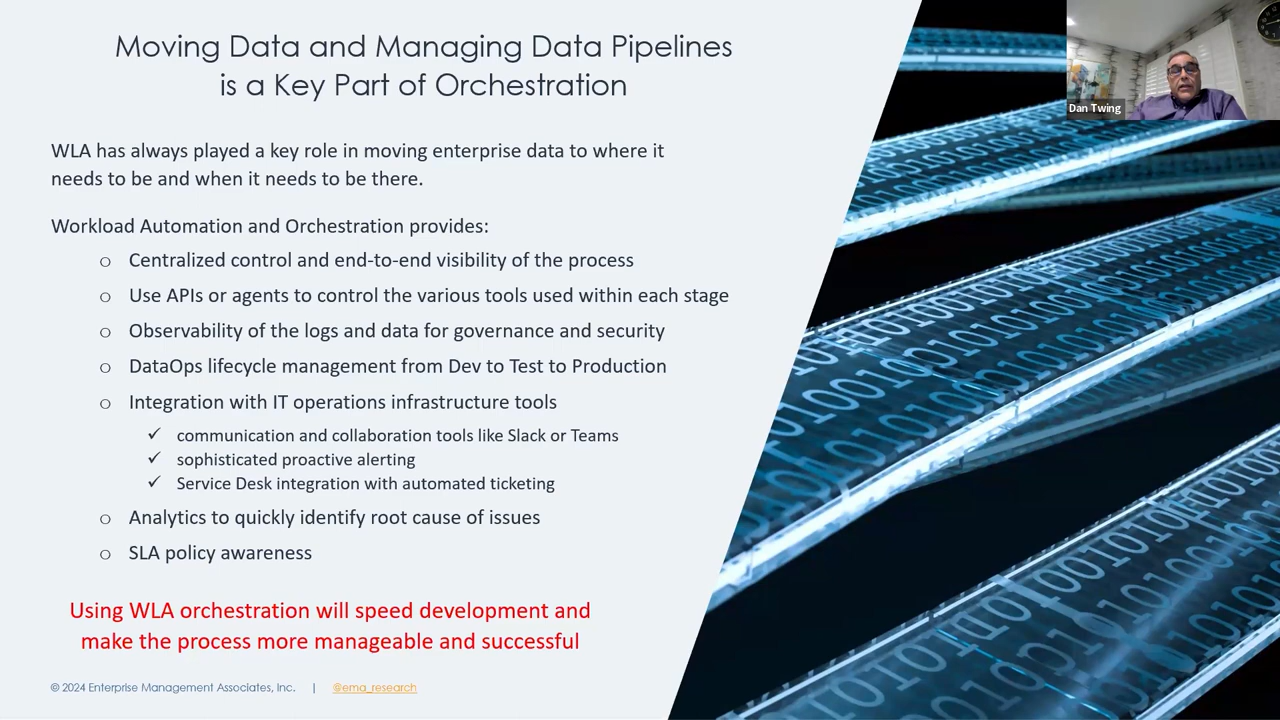 Moving Data and Managing Data Pipelines
is a Key Part of Orchestration
Dan Twing
WLA has always played a key role in moving enterprise data to where it
needs to be and when it needs to be there.
Workload Automation and Orchestration provides:
○ Centralized control and end-to-end visibility of the process
○ Use APIs or agents to control the various tools used within each stage
○ Observability of the logs and data for governance and security
○ DataOps lifecycle management from Dev to Test to Production
○ Integration with IT operations infrastructure tools
✓ communication and collaboration tools like Slack or Teams
✓ sophisticated proactive alerting
✓ Service Desk integration with automated ticketing
○ Analytics to quickly identify root cause of issues
○ SLA policy awareness
Using WLA orchestration will speed development and
make the process more manageable and successful
© 2024 Enterprise Management Associates, Inc. | @ema_research